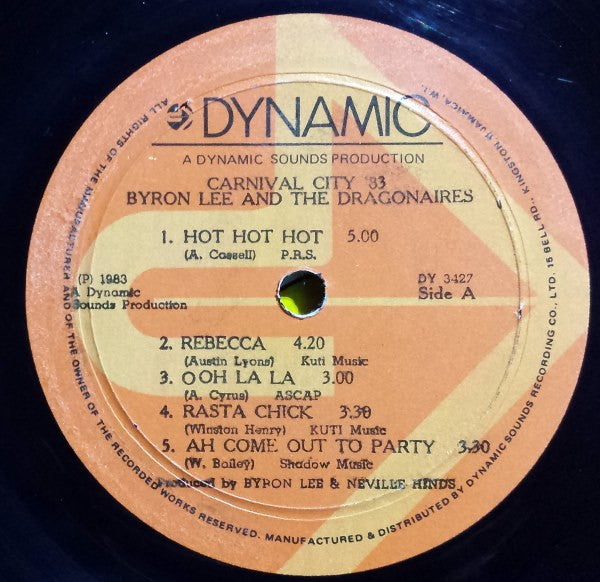 DYNAMIC
A DYNAMIC SOUNDS PRODUCTION
CARNIVAL CITY '83
BYRON LEE AND THE DRAGONAIRES
1. HOT HOT HOT 5.00
(A. Cassell) P.R.S.
(P) 1983
A Dynamic
Sounds Production
DY 3427
Side A
2. REBECCA 4.20
(Austin Lyons) Kuti Music
3. OOH LA LA 3.00
(A. Cyrus) ASCAP
4. RASTA CHICK 3.30
(Winston Henry) KUTI Music
5. AH COME OUT TO PARTY 3.30
(W. Bailey) Shadow Music
Produced by BYRON LEE & NEVILLE HINDS
ALL RIGHTS OF THE MANUFACTURER AND OF THE OWNER OF THE RECORDED WORKS RESERVED. MANUFACTURED & DISTRIBUTED BY DYNAMIC SOUNDS RECORDING CO., LTD. 15 BELL RD., KINGSTON 11 JAMAICA, W.I.